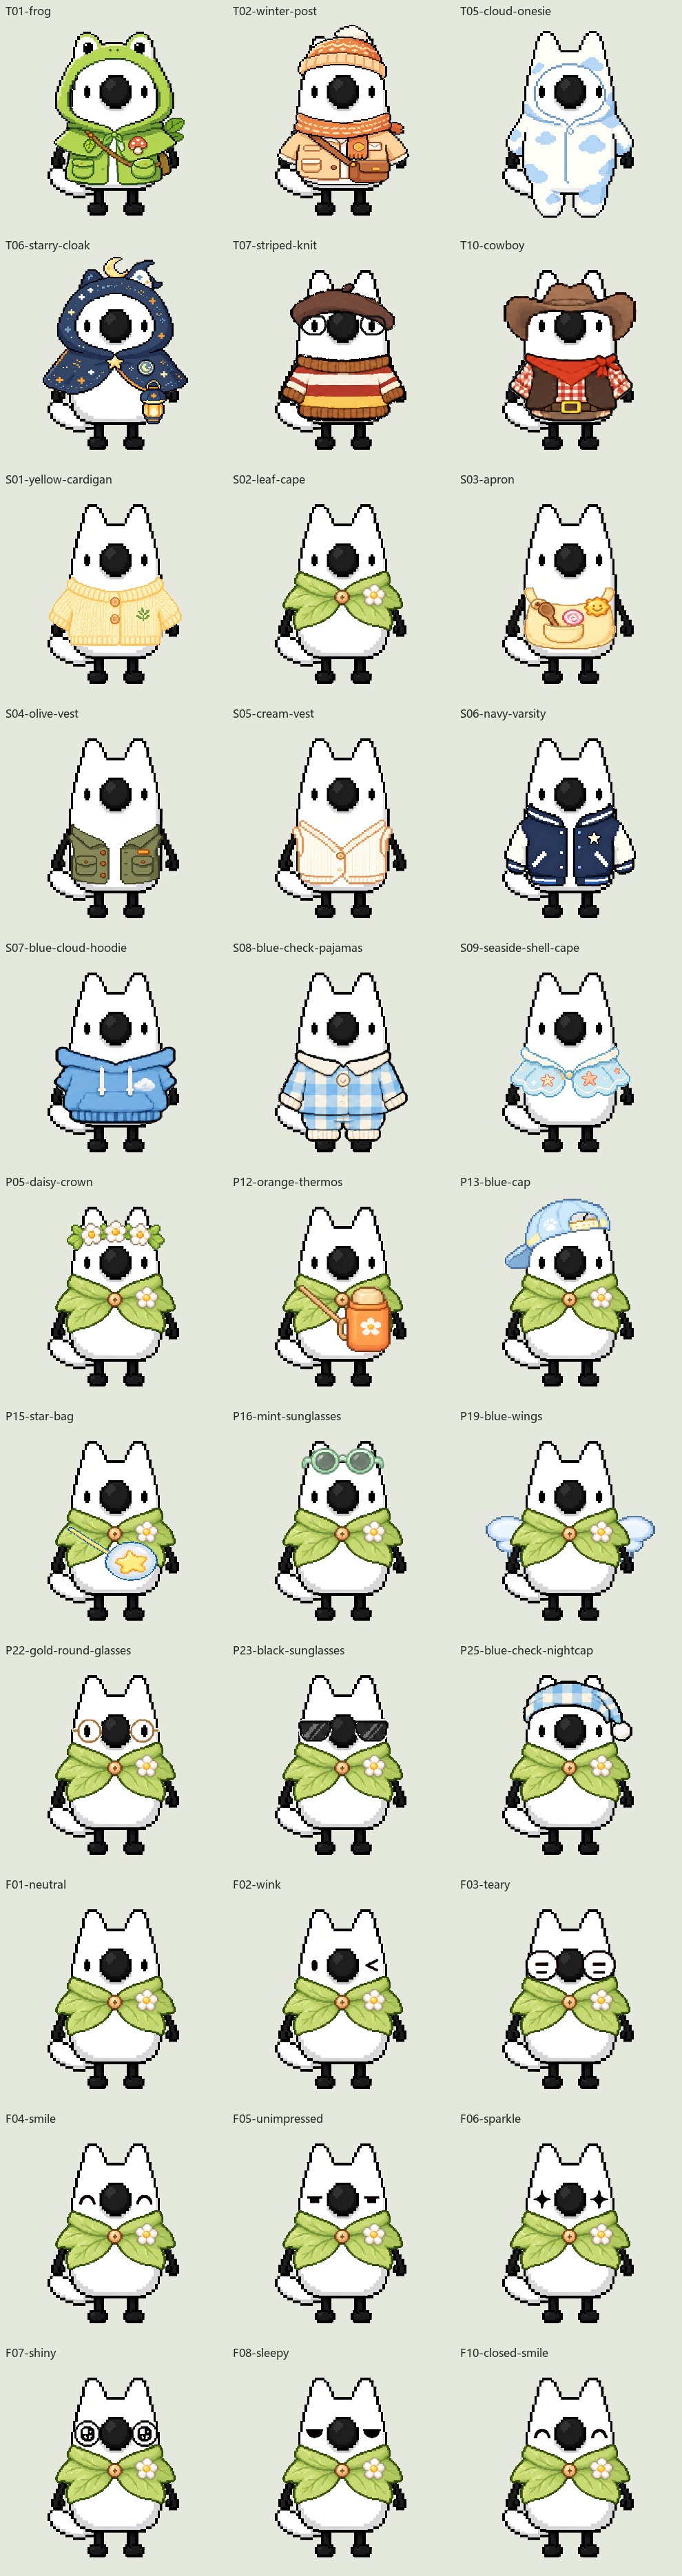 T01-frog
T02-winter-post
T05-cloud-onesie
T06-starry-cloak
T07-striped-knit
T10-cowboy
S01-yellow-cardigan
S02-leaf-cape
S03-apron
S04-olive-vest
S05-cream-vest
S06-navy-varsity
S07-blue-cloud-hoodie
S08-blue-check-pajamas
S09-seaside-shell-cape
P05-daisy-crown
P12-orange-thermos
P13-blue-cap
P15-star-bag
P16-mint-sunglasses
P19-blue-wings
P22-gold-round-glasses
P23-black-sunglasses
P25-blue-check-nightcap
F01-neutral
F02-wink
F03-teary
F04-smile
F05-unimpressed
F06-sparkle
F07-shiny
F08-sleepy
F10-closed-smile